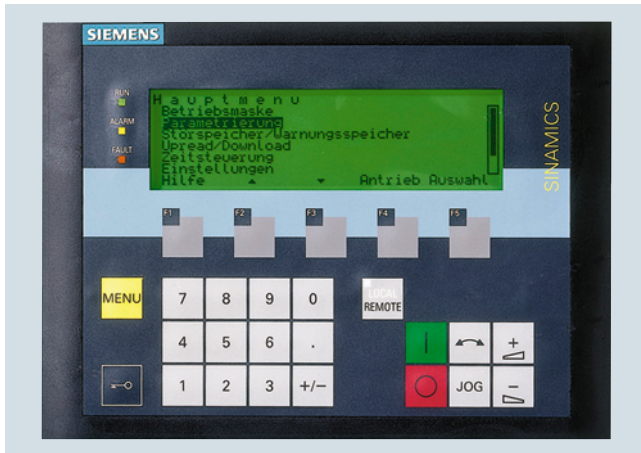 SIEMENS
RUN
ALARM
FAULT
Hauptmenü
Betriebsmaske
Parametrierung
Störspeicher/Warnungsspeicher
Upread/Download
Zeitsteuerung
Einstellungen
Hilfe Antrieb Auswahl
SINAMICS
F1 F2 F3 F4 F5
MENU 7 8 9 0 LOCAL
REMOTE
4 5 6 . +
1 2 3 +/− JOG −